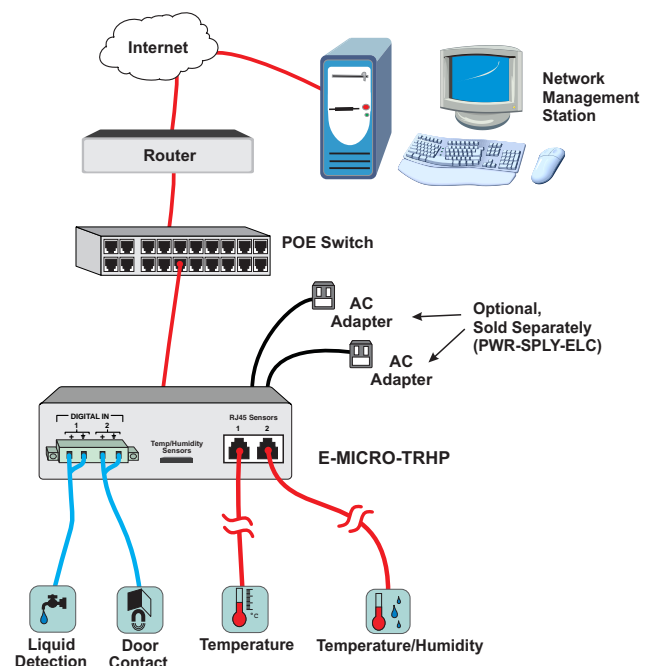 Internet
Network
Management
Station
Router
POE Switch
AC
Adapter
Optional,
Sold Separately
(PWR-SPLY-ELC)
AC
Adapter
DIGITAL IN
1 2
+ +
Temp/Humidity
Sensors
RJ45 Sensors
1 2
E-MICRO-TRHP
°C
Liquid
Detection
Door
Contact
Temperature
Temperature/Humidity